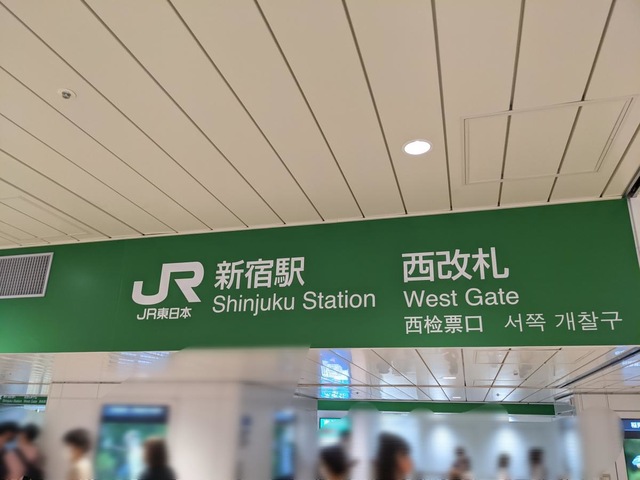 JR
JR東日本
新宿駅
Shinjuku Station
西改札
West Gate
西检票口 서쪽 개찰구